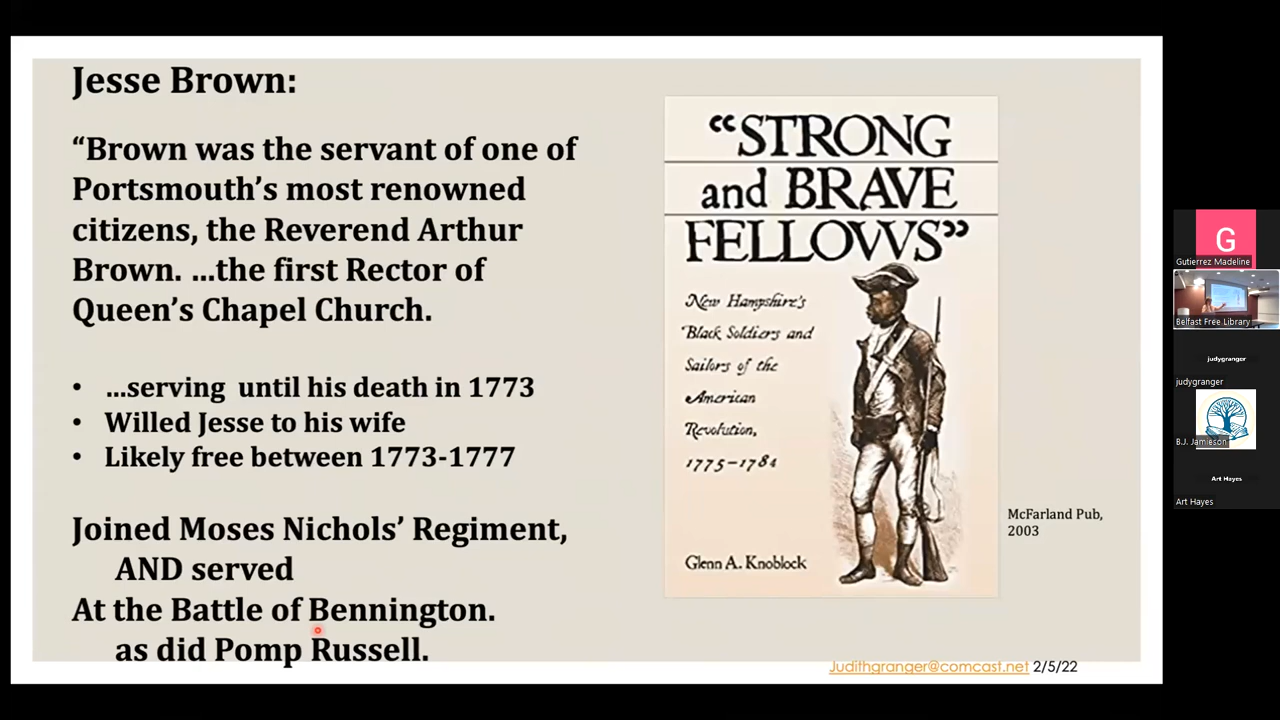 Jesse Brown:
“Brown was the servant of one of
Portsmouth’s most renowned
citizens, the Reverend Arthur
Brown. ...the first Rector of
Queen’s Chapel Church.
• ...serving until his death in 1773
• Willed Jesse to his wife
• Likely free between 1773-1777
Joined Moses Nichols’ Regiment,
AND served
At the Battle of Bennington.
as did Pomp Russell.
“STRONG
and BRAVE
FELLOWS”
New Hampshire’s
Black Soldiers and
Sailors of the
American
Revolution,
1775–1784
Glenn A. Knoblock
McFarland Pub,
2003
Judithgranger@comcast.net 2/5/22
G
Gutierrez Madeline
Belfast Free Library
judygranger
judygranger
B.J. Jamieson
Art Hayes
Art Hayes